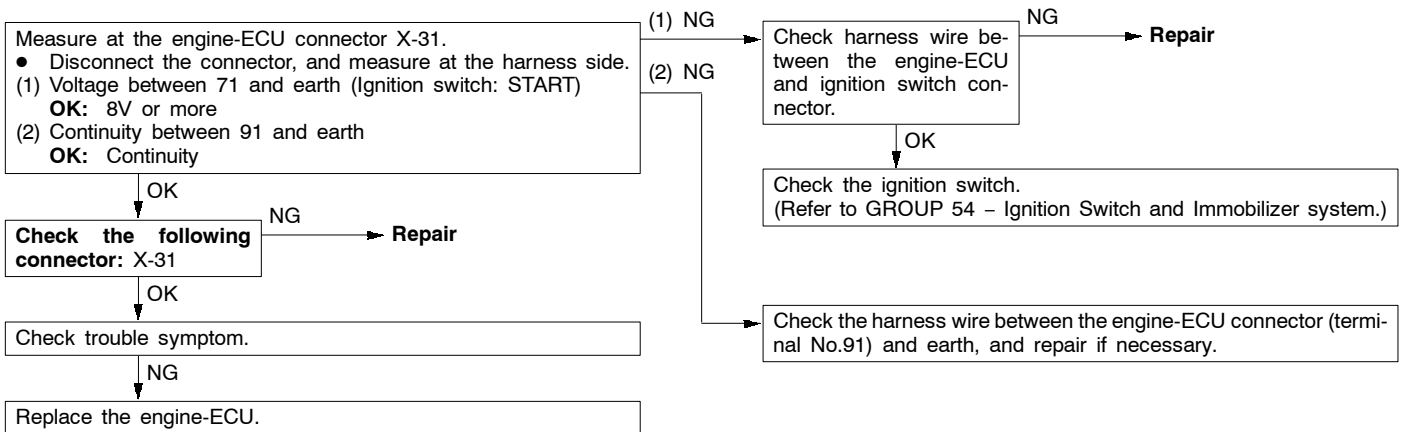 Measure at the engine-ECU connector X-31.
● Disconnect the connector, and measure at the harness side.
(1) Voltage between 71 and earth (Ignition switch: START)
OK: 8V or more
(2) Continuity between 91 and earth
OK: Continuity
(1) NG
(2) NG
Check harness wire be-
tween the engine-ECU
and ignition switch con-
nector.
NG
Repair
OK
Check the ignition switch.
(Refer to GROUP 54 – Ignition Switch and Immobilizer system.)
OK
Check the following
connector: X-31
NG
Repair
OK
Check trouble symptom.
NG
Replace the engine-ECU.
Check the harness wire between the engine-ECU connector (termi-
nal No.91) and earth, and repair if necessary.